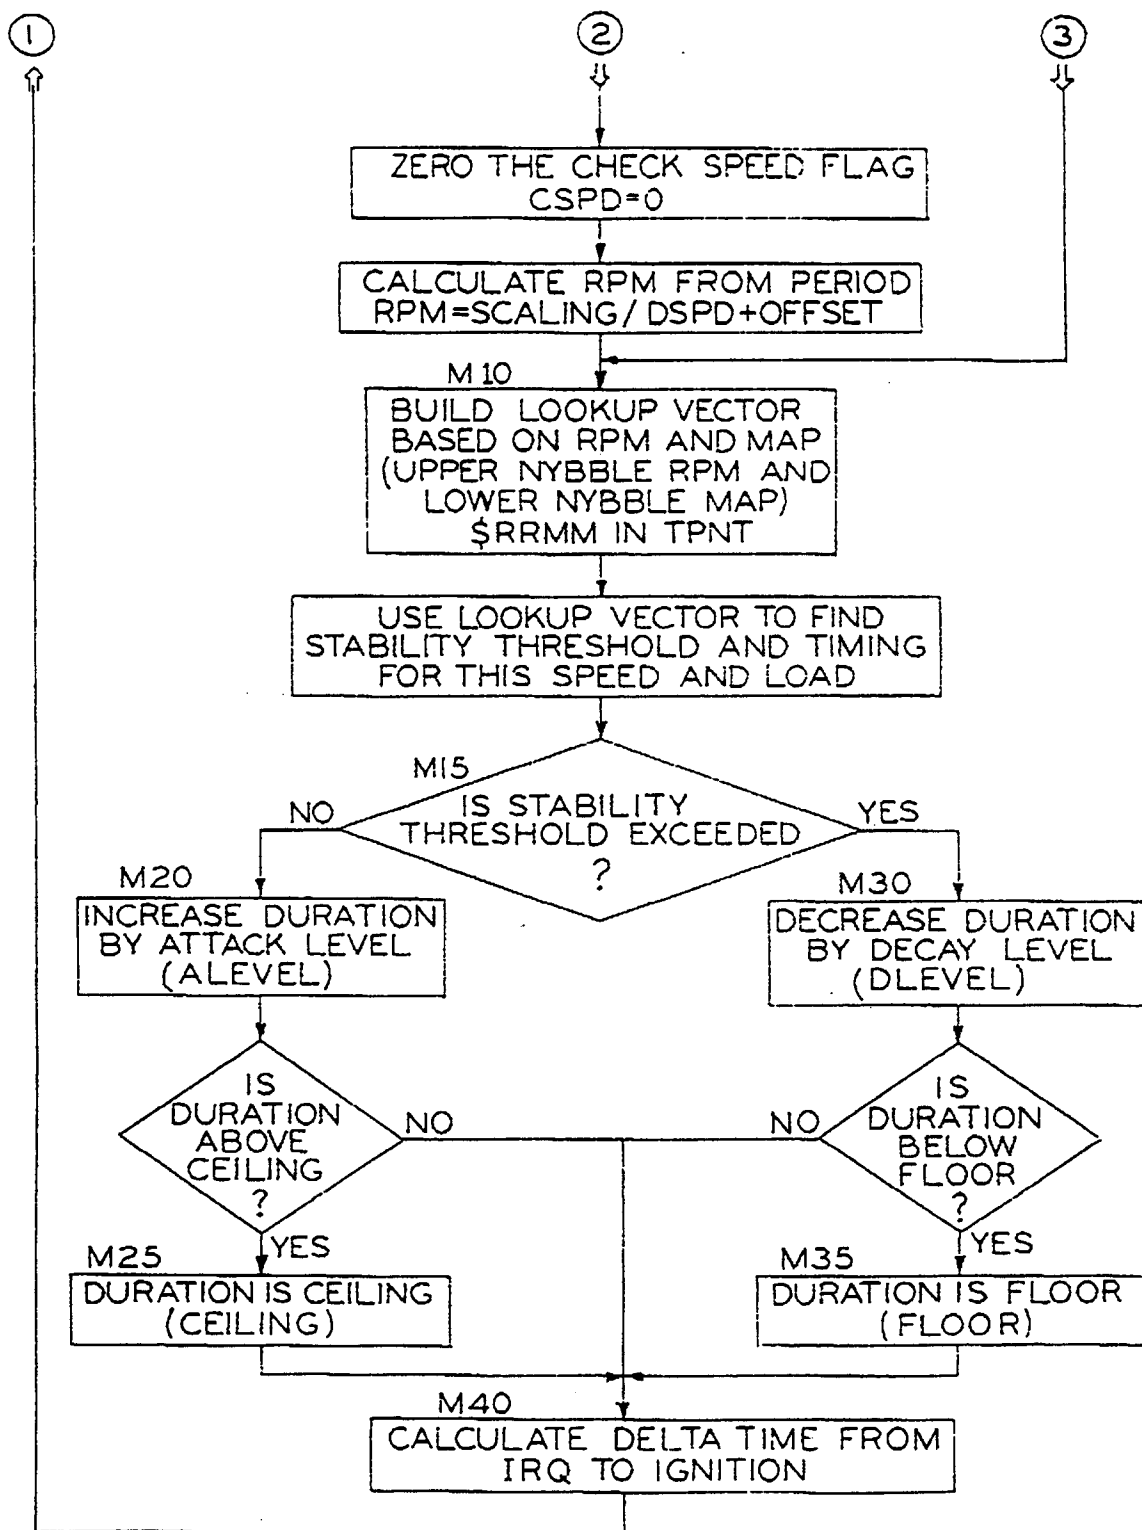 1
2
3
ZERO THE CHECK SPEED FLAG
CSPD=0
CALCULATE RPM FROM PERIOD
RPM=SCALING/DSPD+OFFSET
M10
BUILD LOOKUP VECTOR
BASED ON RPM AND MAP
(UPPER NYBBLE RPM AND
LOWER NYBBLE MAP)
$RRMM IN TPNT
USE LOOKUP VECTOR TO FIND
STABILITY THRESHOLD AND TIMING
FOR THIS SPEED AND LOAD
M15
IS STABILITY
THRESHOLD EXCEEDED
?
NO
YES
M20
INCREASE DURATION
BY ATTACK LEVEL
(ALEVEL)
M30
DECREASE DURATION
BY DECAY LEVEL
(DLEVEL)
IS
DURATION
ABOVE
CEILING
?
NO
YES
IS
DURATION
BELOW
FLOOR
?
NO
YES
M25
DURATION IS CEILING
(CEILING)
M35
DURATION IS FLOOR
(FLOOR)
M40
CALCULATE DELTA TIME FROM
IRQ TO IGNITION